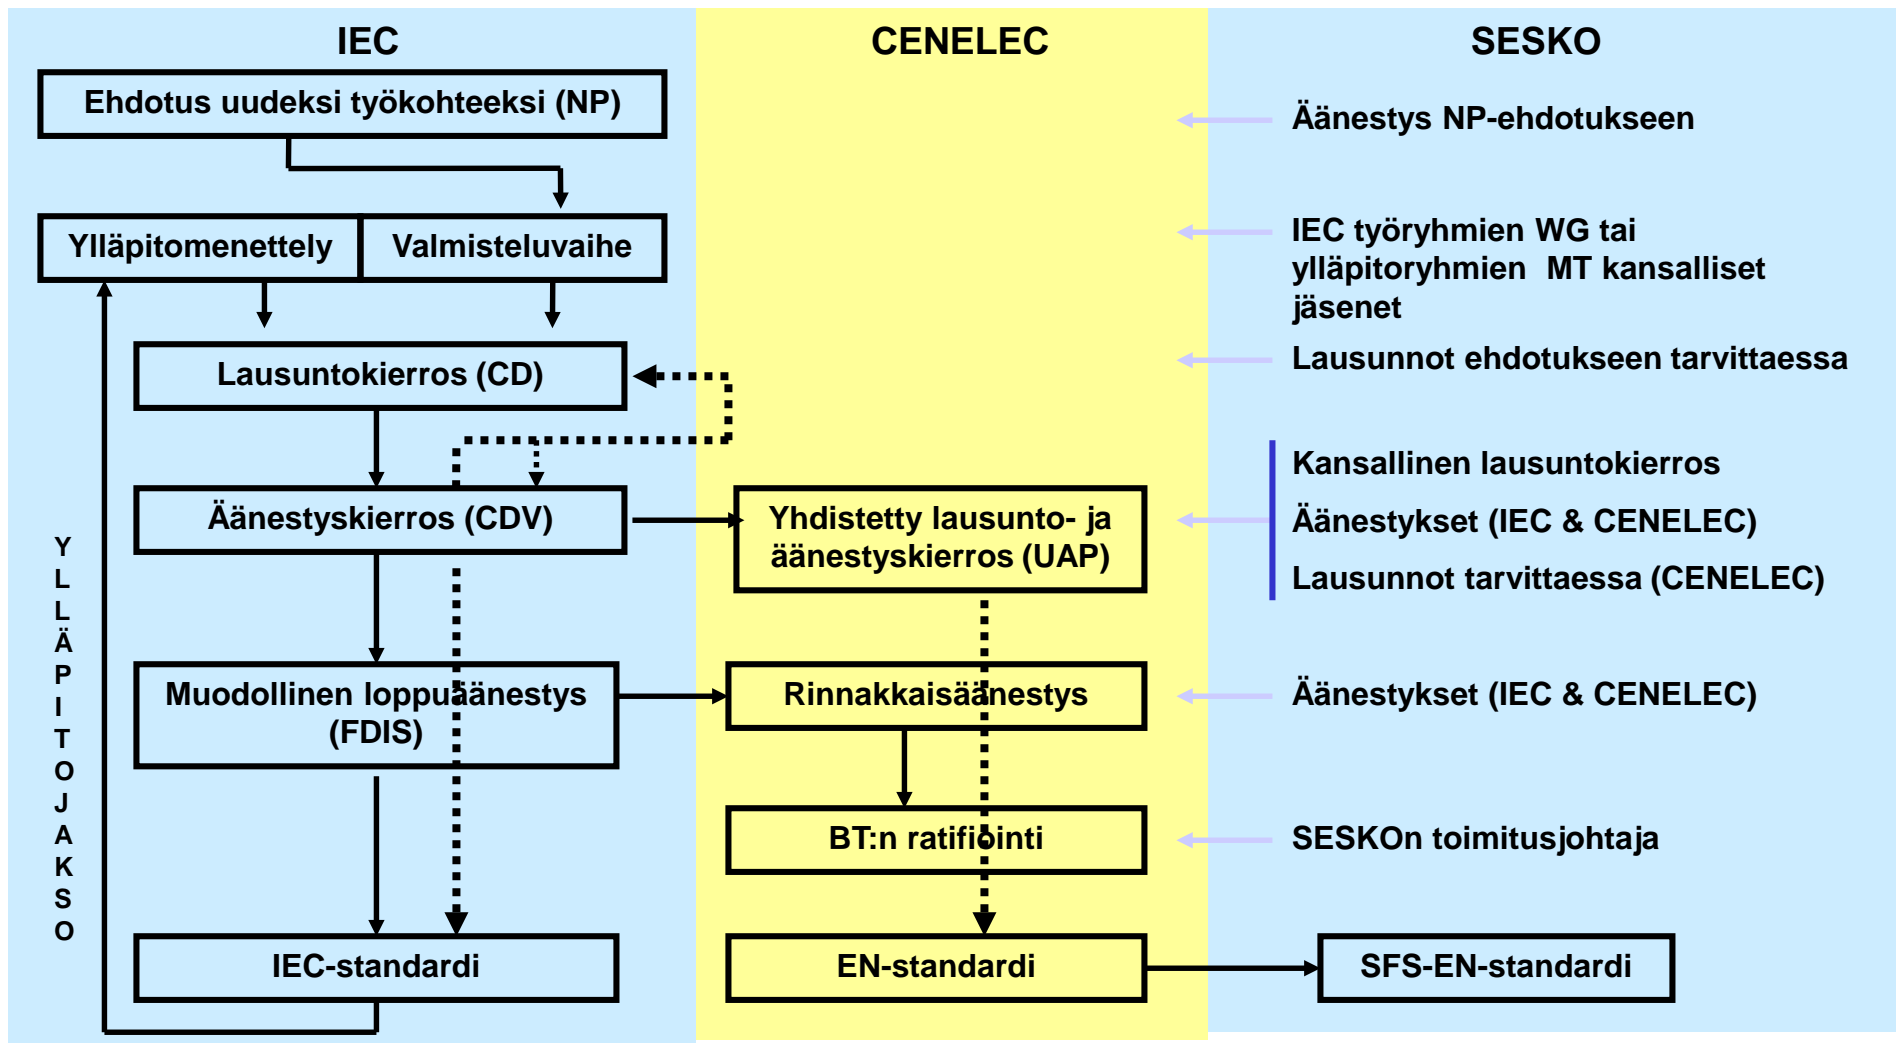 IEC
Ehdotus uudeksi työkohteeksi (NP)
Ylläpitomenettely
Valmisteluvaihe
Lausuntokierros (CD)
Äänestyskierros (CDV)
Muodollinen loppuäänestys
(FDIS)
IEC-standardi
Y
L
L
Ä
P
I
T
O
J
A
K
S
O
CENELEC
Yhdistetty lausunto- ja
äänestyskierros (UAP)
Rinnakkaisäänestys
BT:n ratifiointi
EN-standardi
SESKO
Äänestys NP-ehdotukseen
IEC työryhmien WG tai
ylläpitoryhmien MT kansalliset
jäsenet
Lausunnot ehdotukseen tarvittaessa
Kansallinen lausuntokierros
Äänestykset (IEC & CENELEC)
Lausunnot tarvittaessa (CENELEC)
Äänestykset (IEC & CENELEC)
SESKOn toimitusjohtaja
SFS-EN-standardi